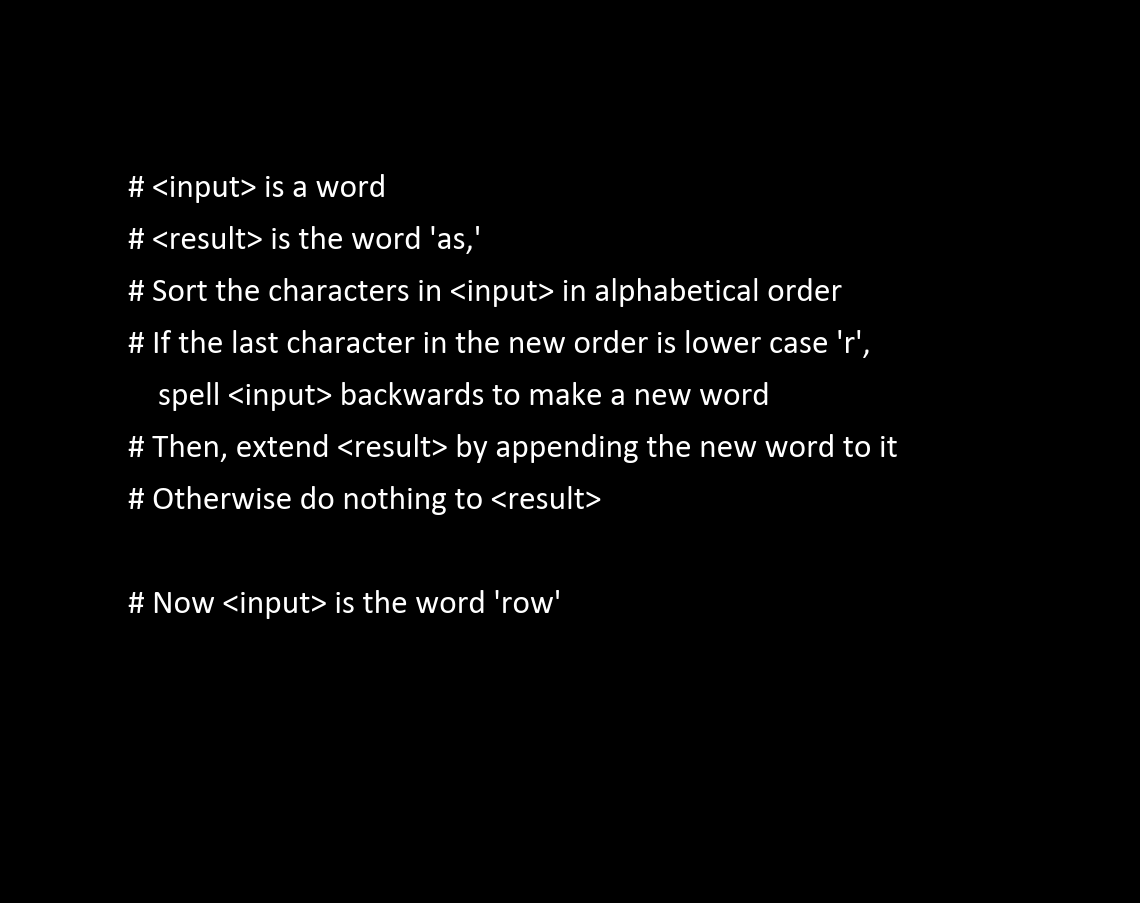 # <input> is a word
# <result> is the word 'as,'
# Sort the characters in <input> in alphabetical order
# If the last character in the new order is lower case 'r',
spell <input> backwards to make a new word
# Then, extend <result> by appending the new word to it
# Otherwise do nothing to <result>
# Now <input> is the word 'row'